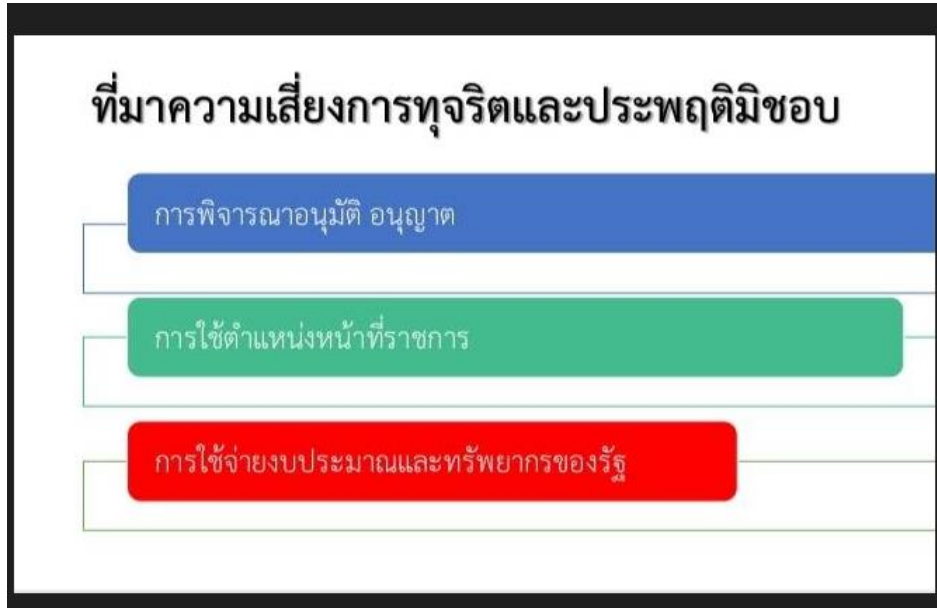 ที่มาความเสี่ยงการทุจริตและประพฤติมิชอบ
การพิจารณาอนุมัติ อนุญาต
การใช้ตำแหน่งหน้าที่ราชการ
การใช้จ่ายงบประมาณและทรัพยากรของรัฐ